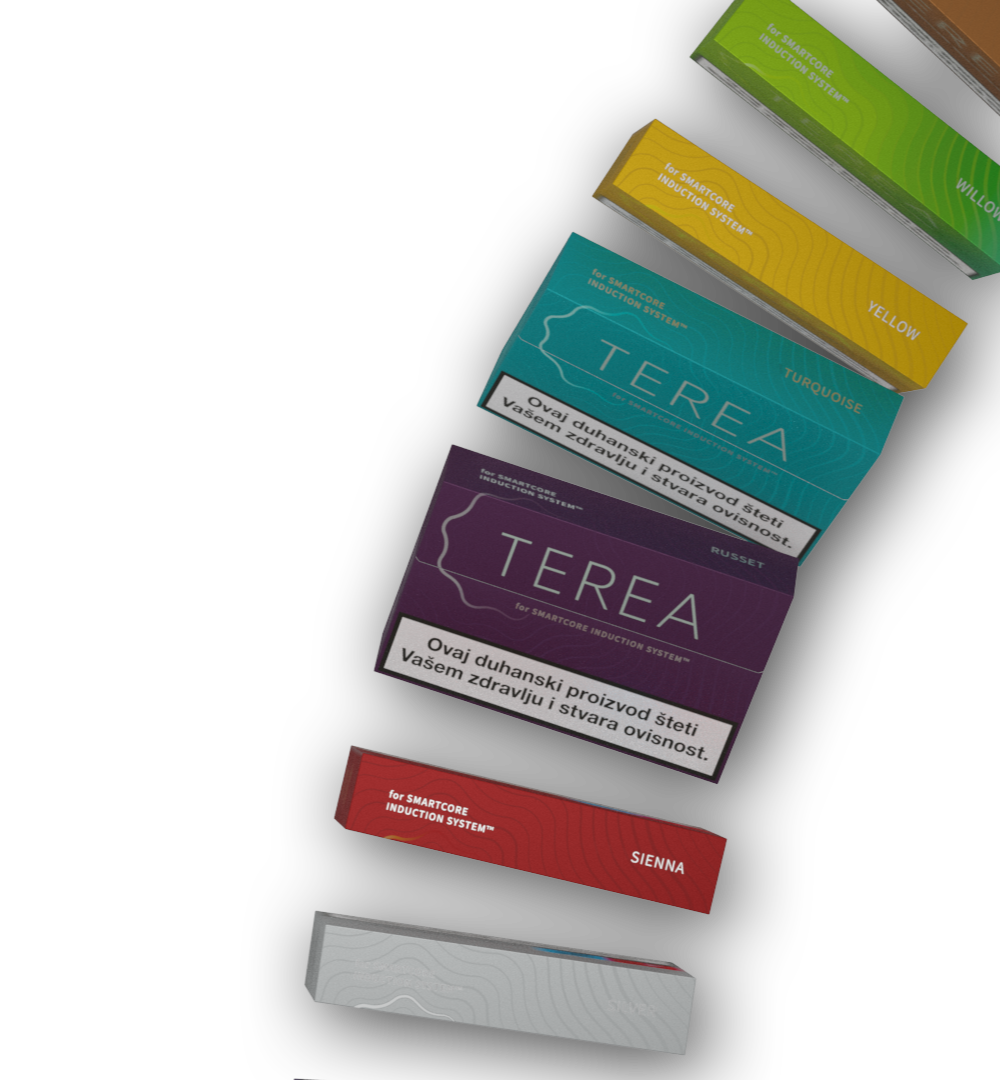 for SMARTCORE
INDUCTION SYSTEM™
WILLOW
for SMARTCORE
INDUCTION SYSTEM™
YELLOW
for SMARTCORE
INDUCTION SYSTEM™
TURQUOISE
TEREA
for SMARTCORE INDUCTION SYSTEM™
Ovaj duhanski proizvod šteti
Vašem zdravlju i stvara ovisnost.
for SMARTCORE
INDUCTION SYSTEM™
RUSSET
TEREA
for SMARTCORE INDUCTION SYSTEM™
Ovaj duhanski proizvod šteti
Vašem zdravlju i stvara ovisnost.
for SMARTCORE
INDUCTION SYSTEM™
SIENNA